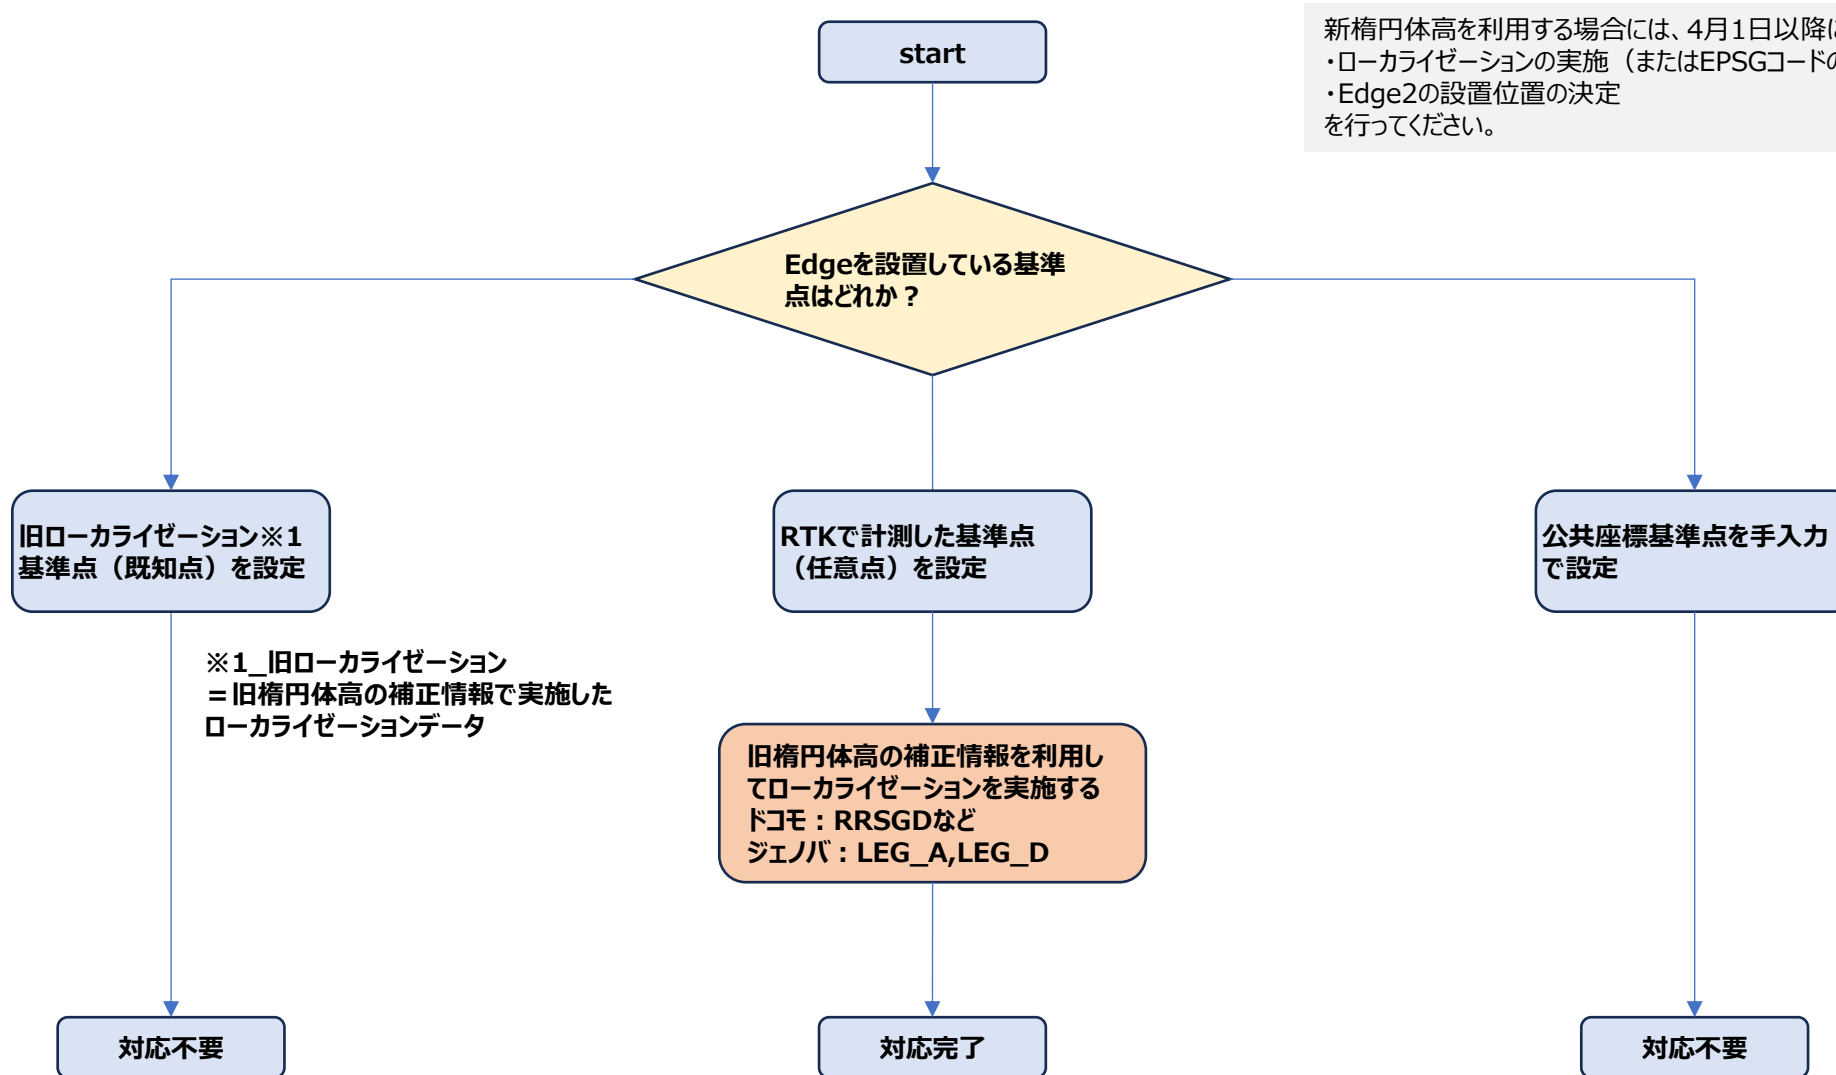 start
新楕円体高を利用する場合には、4月1日以降に
・ローカライゼーションの実施（またはEPSGコードの
・Edge2の設置位置の決定
を行ってください。
Edgeを設置している基準
点はどれか？
旧ローカライゼーション※1
基準点（既知点）を設定
RTKで計測した基準点
（任意点）を設定
公共座標基準点を手入力
で設定
※1_旧ローカライゼーション
＝旧楕円体高の補正情報で実施した
ローカライゼーションデータ
旧楕円体高の補正情報を利用し
てローカライゼーションを実施する
ドコモ：RRSGDなど
ジェノバ：LEG_A,LEG_D
対応不要
対応完了
対応不要